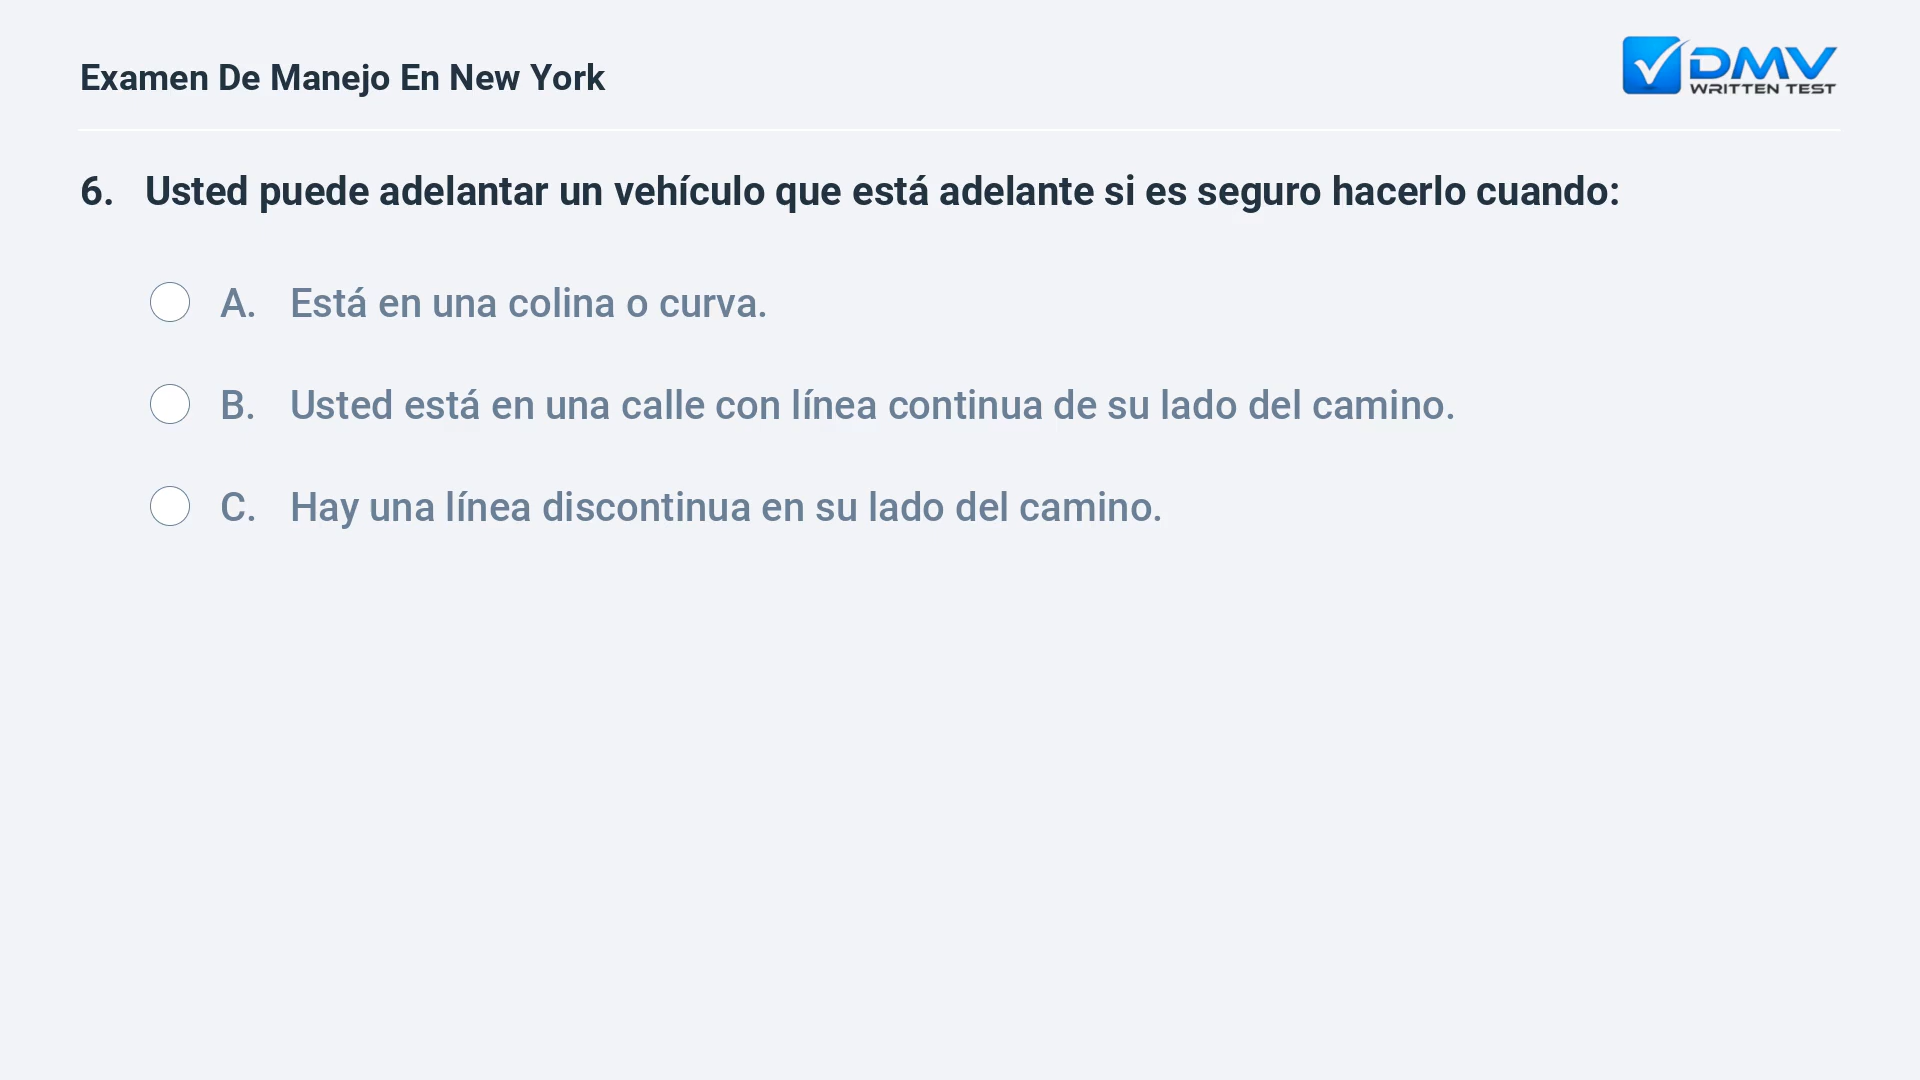 Examen De Manejo En New York
DMV
WRITTEN TEST
6. Usted puede adelantar un vehículo que está adelante si es seguro hacerlo cuando:
A. Está en una colina o curva.
B. Usted está en una calle con línea continua de su lado del camino.
C. Hay una línea discontinua en su lado del camino.